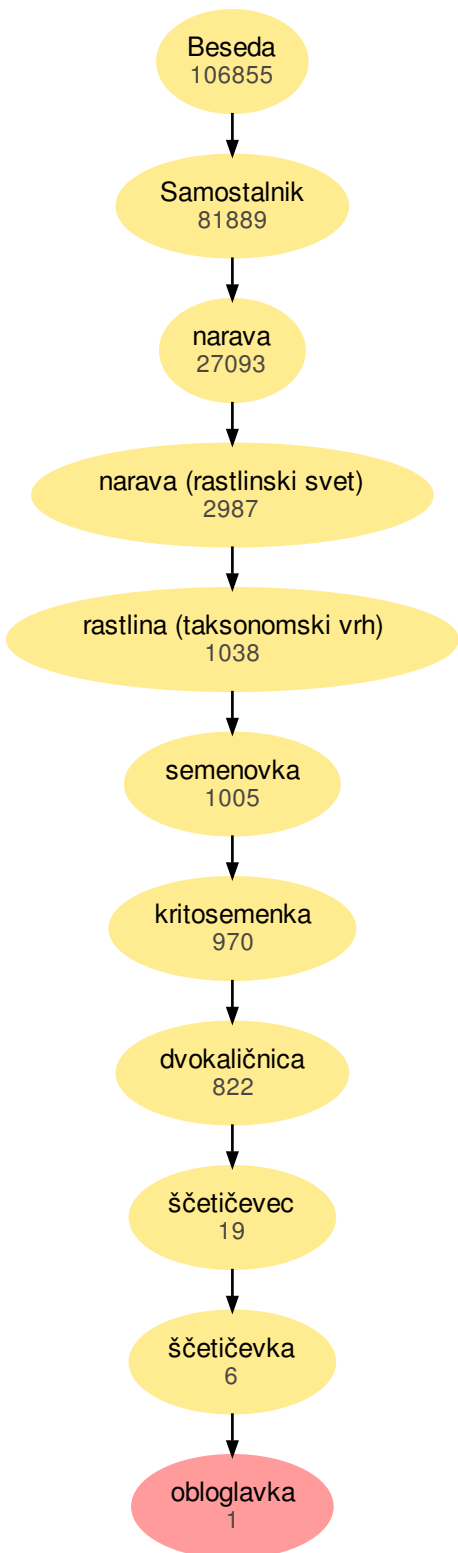 Beseda
106855
Samostalnik
81889
narava
27093
narava (rastlinski svet)
2987
rastlina (taksonomski vrh)
1038
semenovka
1005
kritosemenka
970
dvokaličnica
822
ščetičevec
19
ščetičevka
6
obloglavka
1